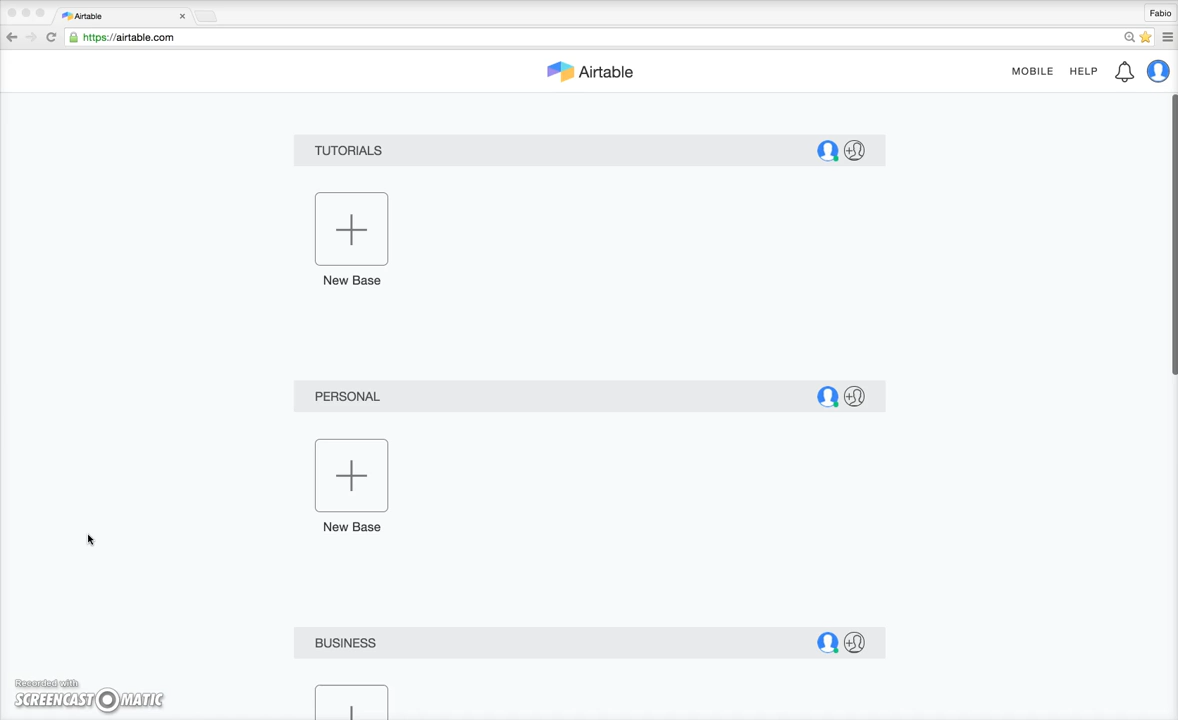 Airtable
Fabio
https://airtable.com
Airtable
MOBILE
HELP
TUTORIALS
New Base
PERSONAL
New Base
BUSINESS
Recorded with
SCREENCAST MATIC